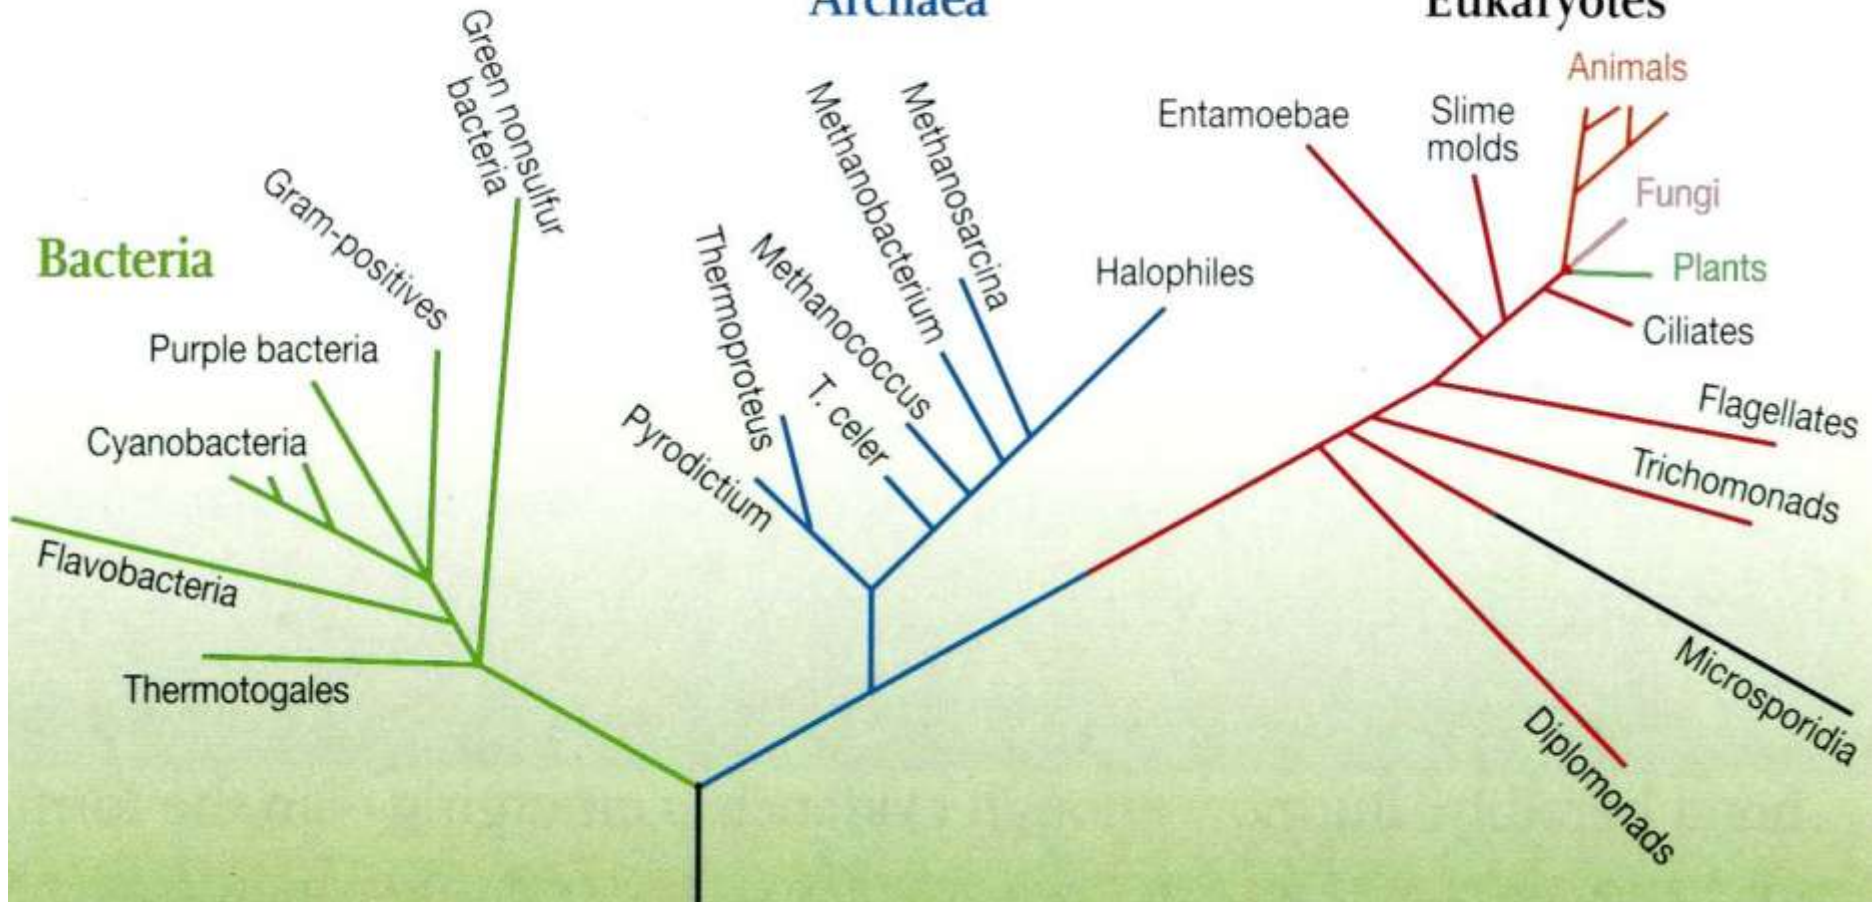 Archaea
Eukaryotes
Bacteria
Green nonsulfur
bacteria
Gram-positives
Purple bacteria
Cyanobacteria
Flavobacteria
Thermotogales
Methanosarcina
Methanobacterium
Methanococcus
Thermoproteus
T. celer
Pyrodictium
Halophiles
Entamoebae
Slime
molds
Animals
Fungi
Plants
Ciliates
Flagellates
Trichomonads
Microsporidia
Diplomonads